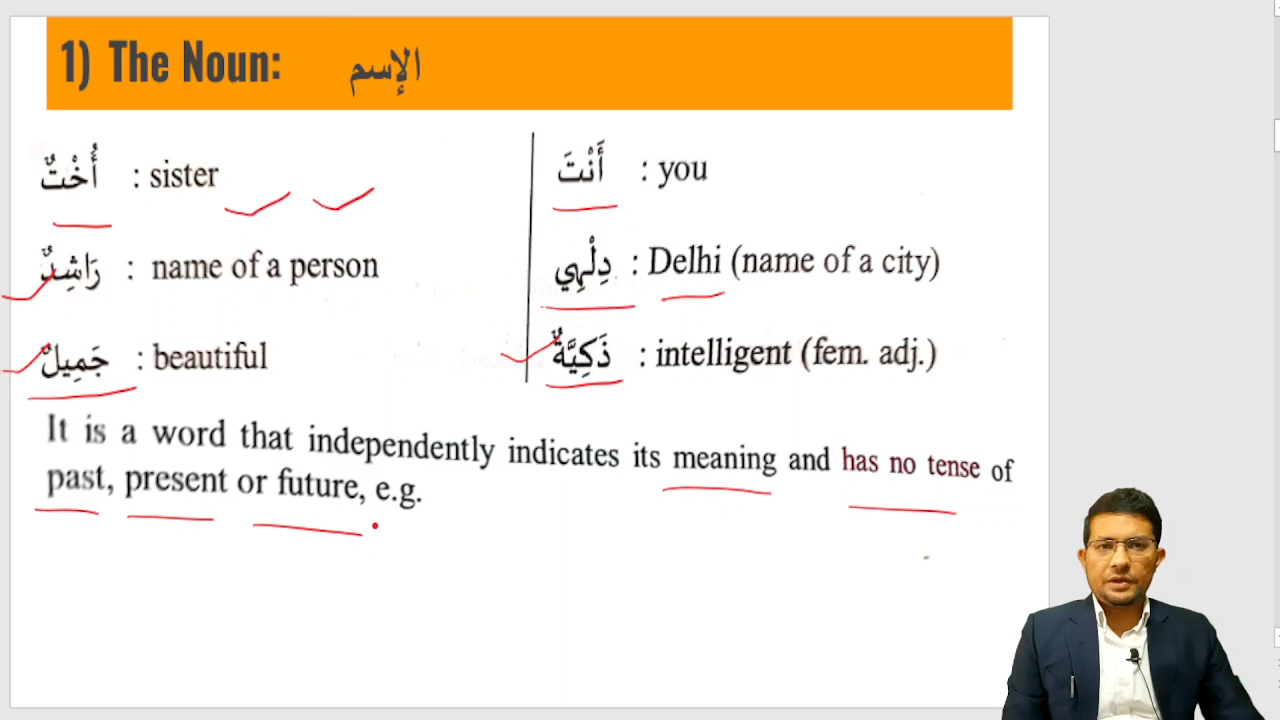 1) The Noun: الإسم
أُخْتٌ : sister
أَنْتَ : you
رَاشِدٌ : name of a person
دِلْهِي : Delhi (name of a city)
جَمِيلٌ : beautiful
ذَكِيَّةٌ : intelligent (fem. adj.)
It is a word that independently indicates its meaning and has no tense of
past, present or future, e.g.